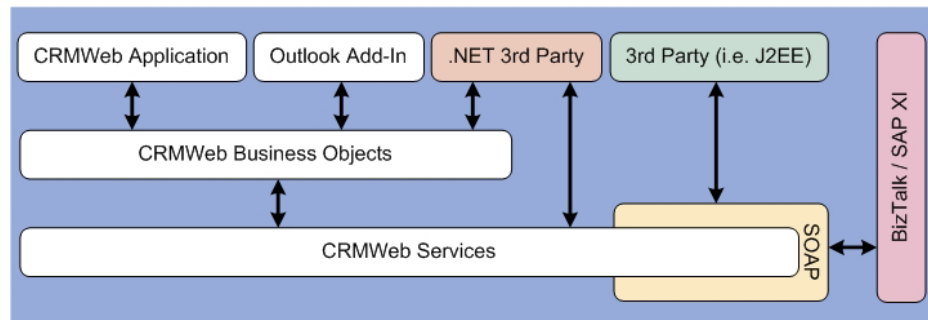 CRMWeb Application
Outlook Add-In
.NET 3rd Party
3rd Party (i.e. J2EE)
BizTalk / SAP XI
CRMWeb Business Objects
CRMWeb Services
SOAP